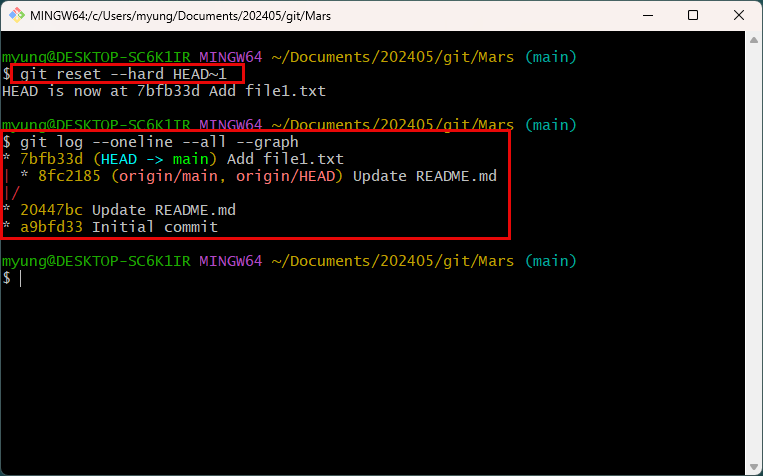 MINGW64:/c/Users/myung/Documents/202405/git/Mars
myung@DESKTOP-SC6K1IR MINGW64 ~/Documents/202405/git/Mars (main)
$ git reset --hard HEAD~1
HEAD is now at 7bfb33d Add file1.txt
myung@DESKTOP-SC6K1IR MINGW64 ~/Documents/202405/git/Mars (main)
$ git log --oneline --all --graph
* 7bfb33d (HEAD -> main) Add file1.txt
| * 8fc2185 (origin/main, origin/HEAD) Update README.md
|/
* 20447bc Update README.md
* a9bfd33 Initial commit
myung@DESKTOP-SC6K1IR MINGW64 ~/Documents/202405/git/Mars (main)
$